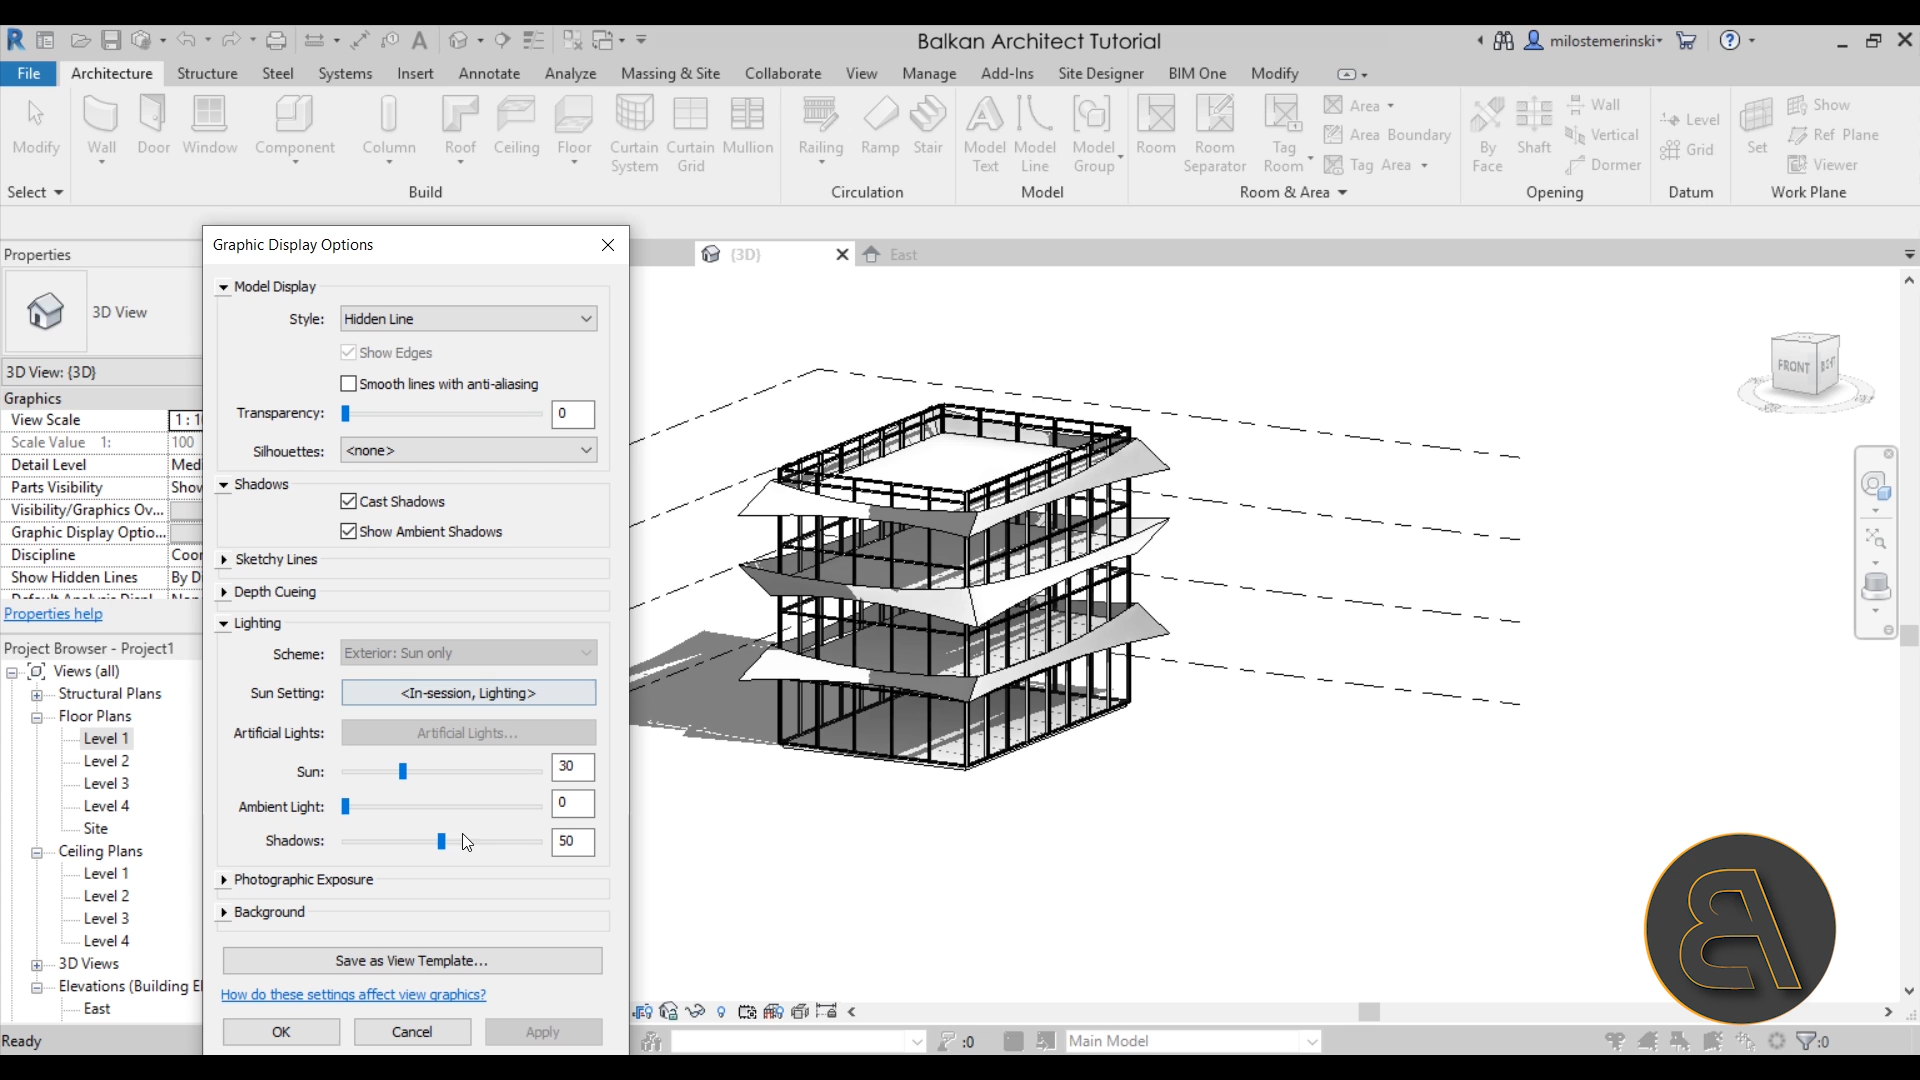 Balkan Architect Tutorial
milostemerinski
File Architecture Structure Steel Systems Insert Annotate Analyze Massing & Site Collaborate View Manage Add-Ins Site Designer BIM One Modify
Modify
Wall
Door
Window
Component
Column
Roof
Ceiling
Floor
Curtain System
Curtain Grid
Mullion
Railing
Ramp
Stair
Model Text
Model Line
Model Group
Room
Room Separator
Tag Room
Area
Area Boundary
Tag Area
By Face
Shaft
Wall
Vertical
Dormer
Level
Grid
Set
Show
Ref Plane
Viewer
Select
Build
Circulation
Model
Room & Area
Opening
Datum
Work Plane
{3D}
East
Properties
3D View
3D View: {3D}
Graphics
View Scale 1 : 1
Scale Value 1: 100
Detail Level Med
Parts Visibility Shov
Visibility/Graphics Ov...
Graphic Display Optio...
Discipline Coor
Show Hidden Lines By D
Properties help
Project Browser - Project1
Views (all)
Structural Plans
Floor Plans
Level 1
Level 2
Level 3
Level 4
Site
Ceiling Plans
Level 1
Level 2
Level 3
Level 4
3D Views
Elevations (Building El
East
Graphic Display Options
Model Display
Style: Hidden Line
Show Edges
Smooth lines with anti-aliasing
Transparency: 0
Silhouettes: <none>
Shadows
Cast Shadows
Show Ambient Shadows
Sketchy Lines
Depth Cueing
Lighting
Scheme: Exterior: Sun only
Sun Setting: <In-session, Lighting>
Artificial Lights: Artificial Lights...
Sun: 30
Ambient Light: 0
Shadows: 50
Photographic Exposure
Background
Save as View Template...
How do these settings affect view graphics?
OK Cancel Apply
FRONT
Ready
:0
Main Model
:0